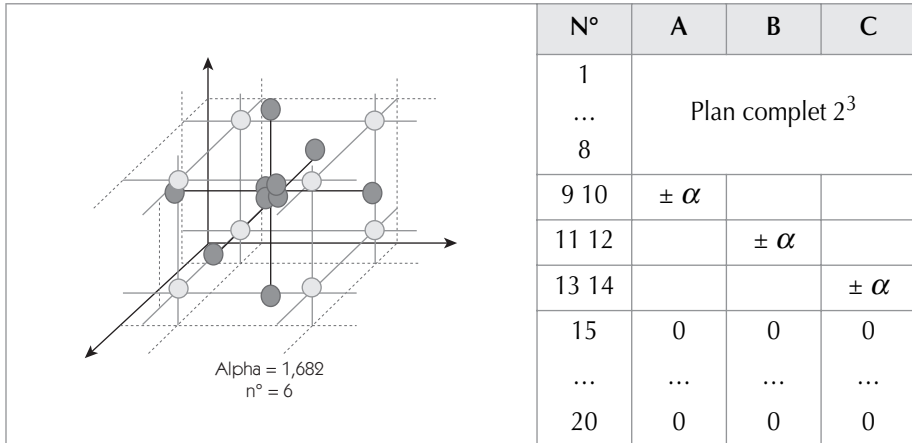 Alpha = 1,682
n° = 6
N° A B C
1
... Plan complet 2³
8
9 10 ± α
11 12 ± α
13 14 ± α
15 0 0 0
... ... ... ...
20 0 0 0